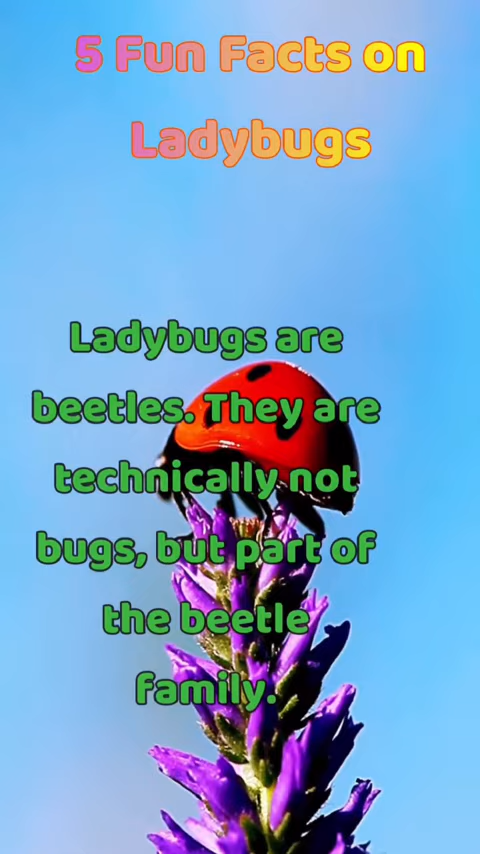 5 Fun Facts on
Ladybugs
Ladybugs are
beetles. They are
technically not
bugs, but part of
the beetle
family.